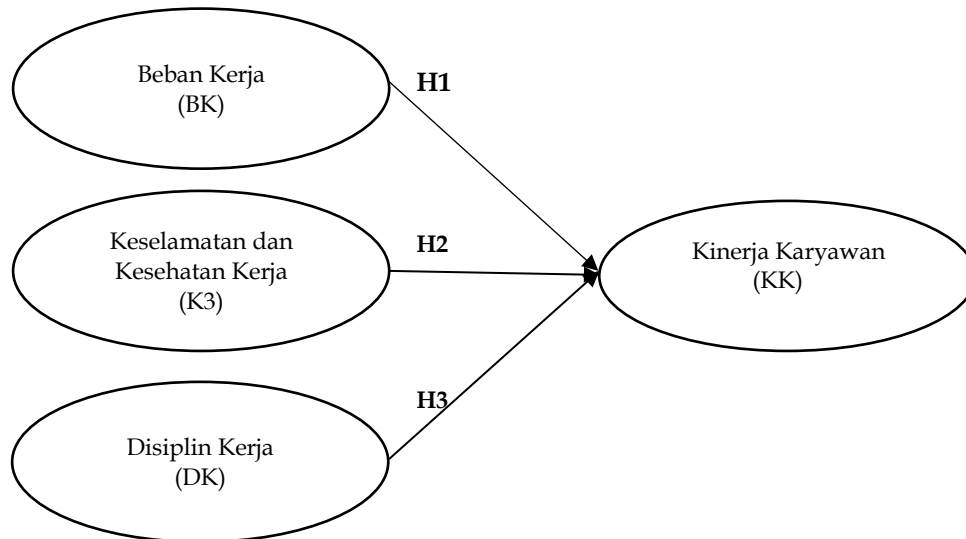 Beban Kerja
(BK)
H1
Keselamatan dan
Kesehatan Kerja
(K3)
H2
Kinerja Karyawan
(KK)
H3
Disiplin Kerja
(DK)